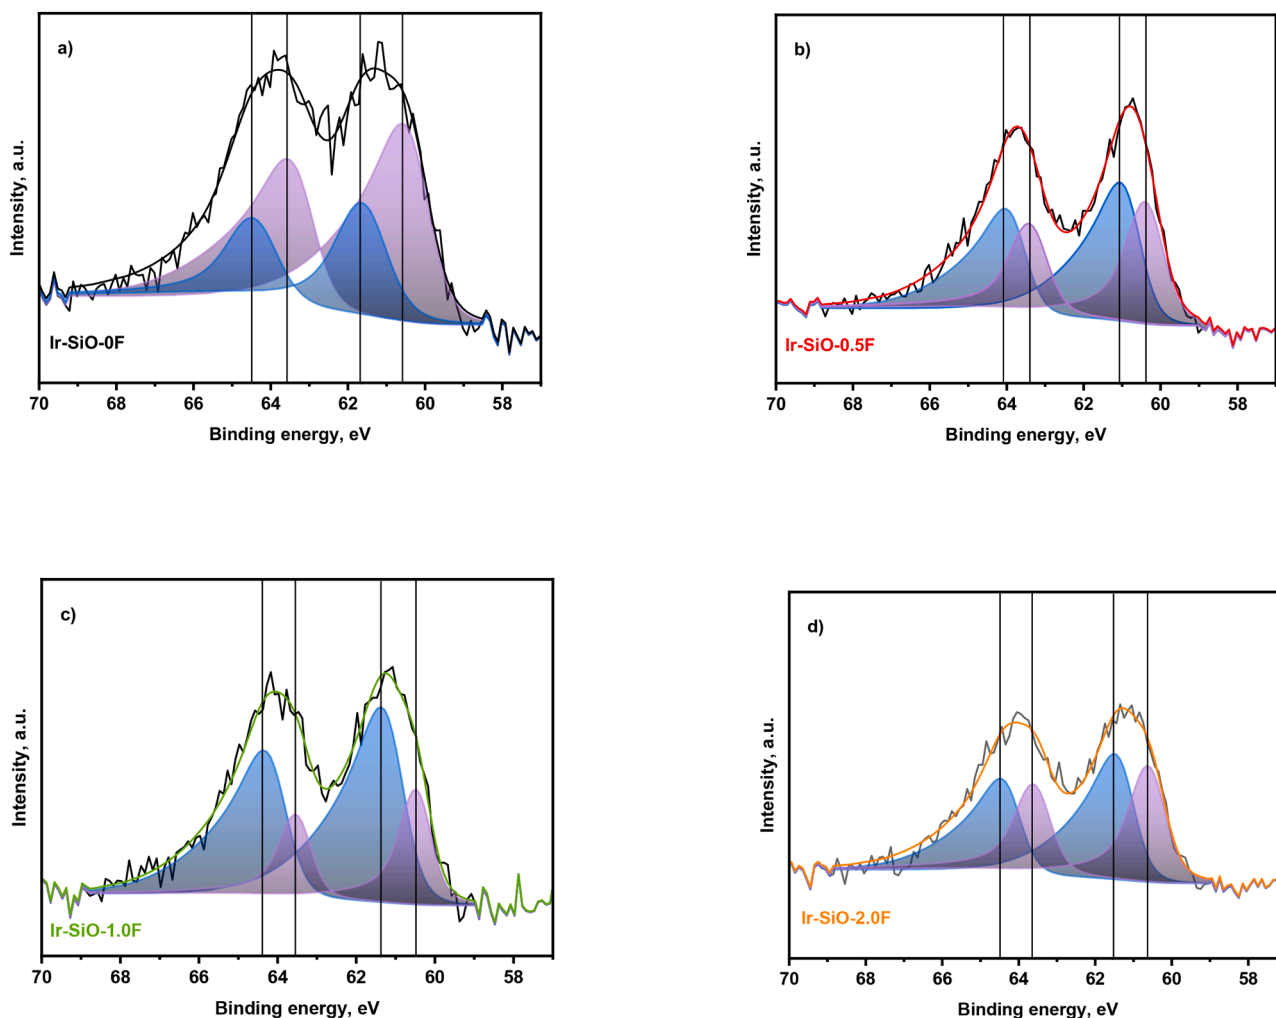 a)
Intensity, a.u.
Ir-SiO-0F
70 68 66 64 62 60
Binding energy, eV
b)
Intensity, a.u.
Ir-SiO-0.5F
70 68 66 64 62 60 58
Binding energy, eV
c)
Intensity, a.u.
Ir-SiO-1.0F
70 68 66 64 62 60 58
Binding energy, eV
d)
Intensity, a.u.
Ir-SiO-2.0F
70 68 66 64 62 60 58
Binding energy, eV